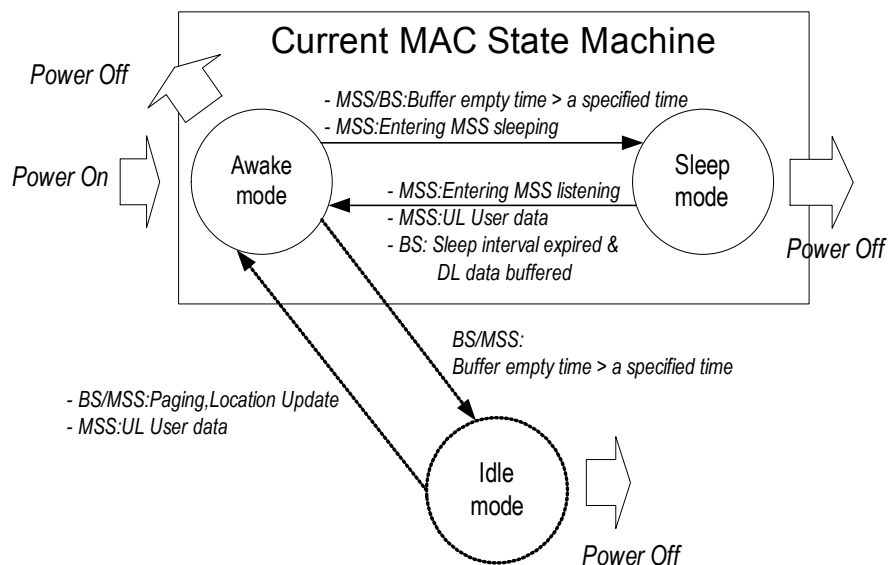 Current MAC State Machine
Power Off
- MSS/BS:Buffer empty time > a specified time
- MSS:Entering MSS sleeping
Power On
Awake
mode
Sleep
mode
- MSS:Entering MSS listening
- MSS:UL User data
- BS: Sleep interval expired &
DL data buffered
Power Off
BS/MSS:
Buffer empty time > a specified time
- BS/MSS:Paging,Location Update
- MSS:UL User data
Idle
mode
Power Off